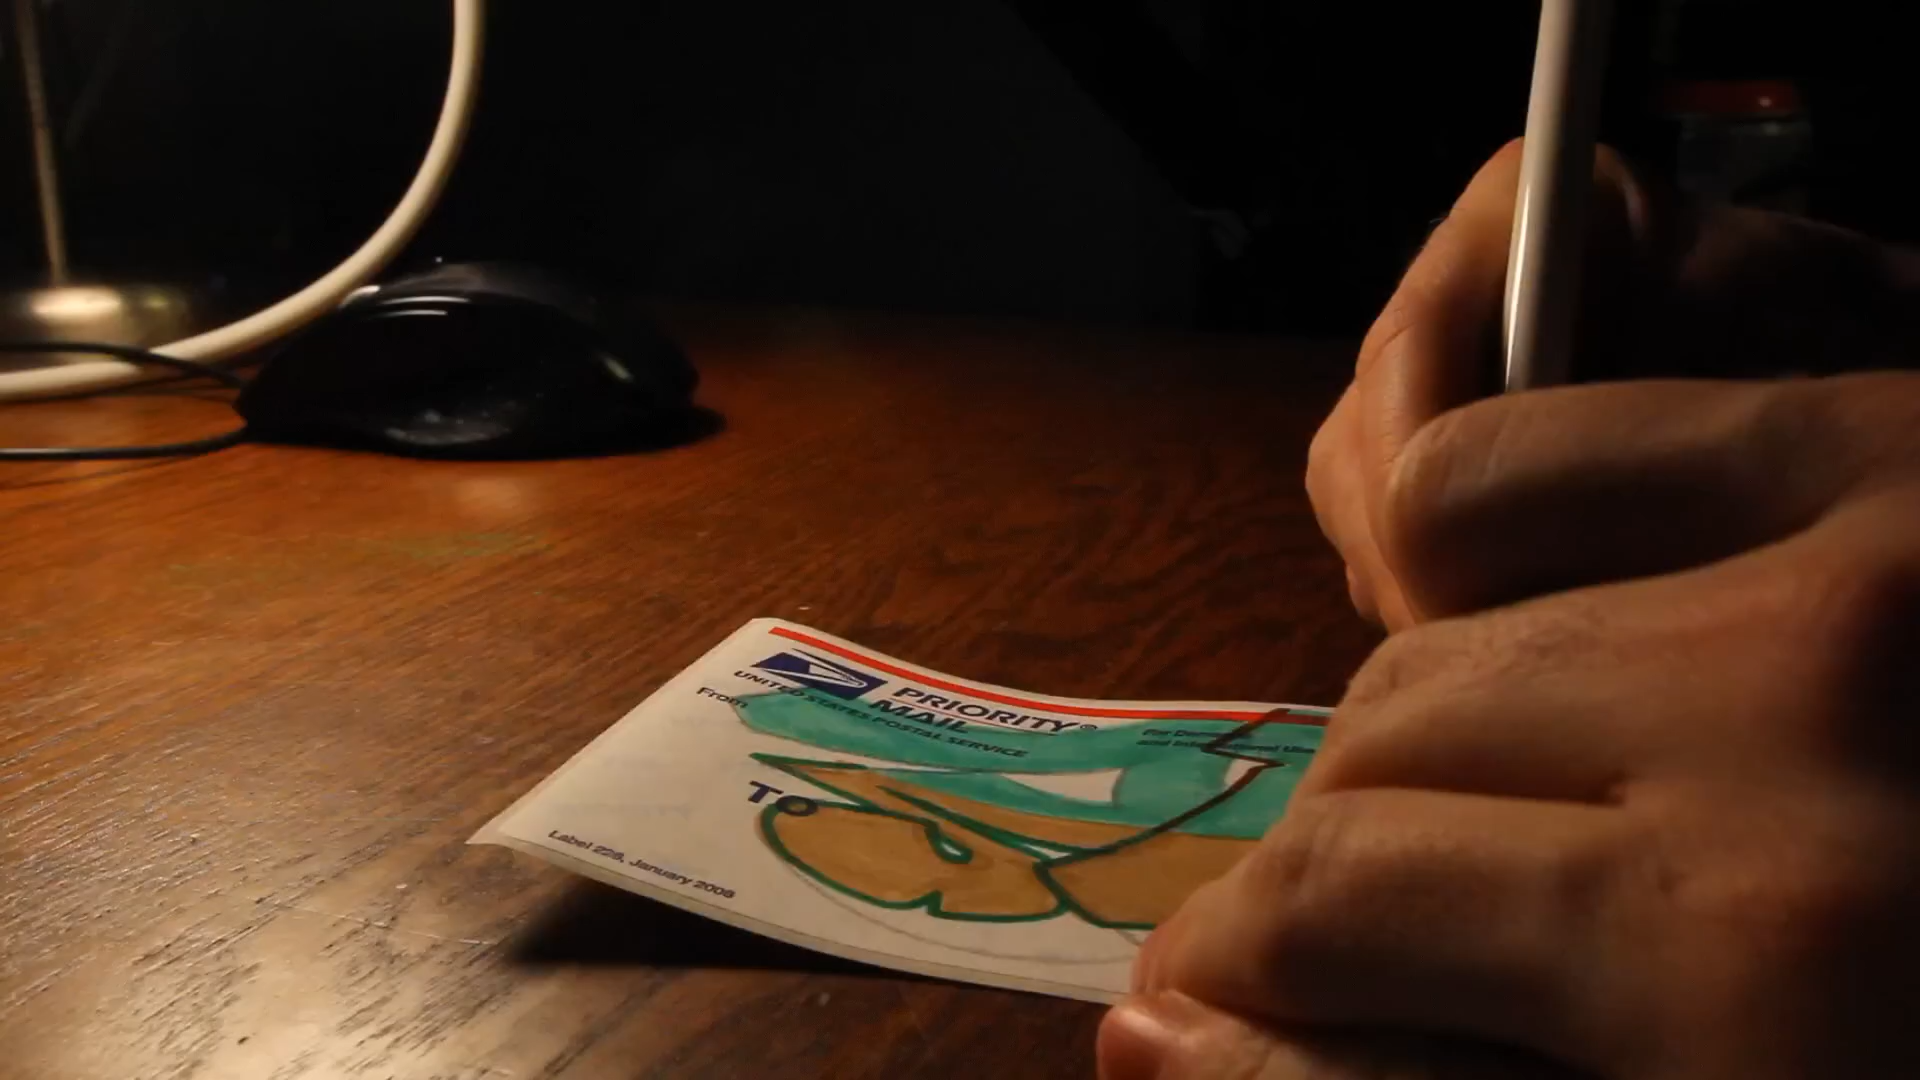 PRIORITY®
MAIL
UNITED STATES POSTAL SERVICE
From
TO
Label 228, January 2008